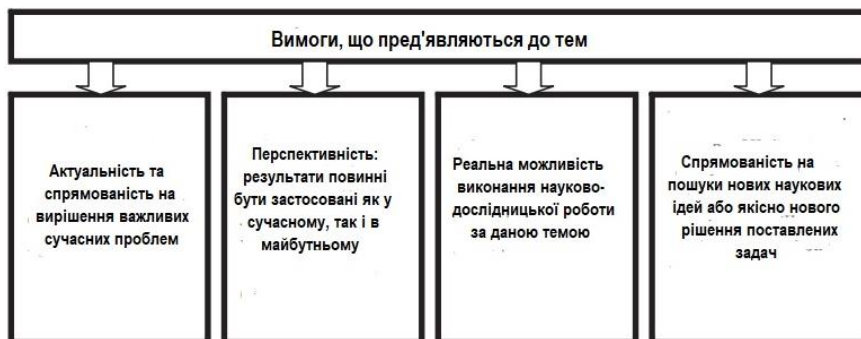 Вимоги, що пред'являються до тем
Актуальність та
спрямованість на
вирішення важливих
сучасних проблем
Перспективність:
результати повинні
бути застосовані як у
сучасному, так і в
майбутньому
Реальна можливість
виконання науково-
дослідницької роботи
за даною темою
Спрямованість на
пошуки нових наукових
ідей або якісно нового
рішення поставлених
задач